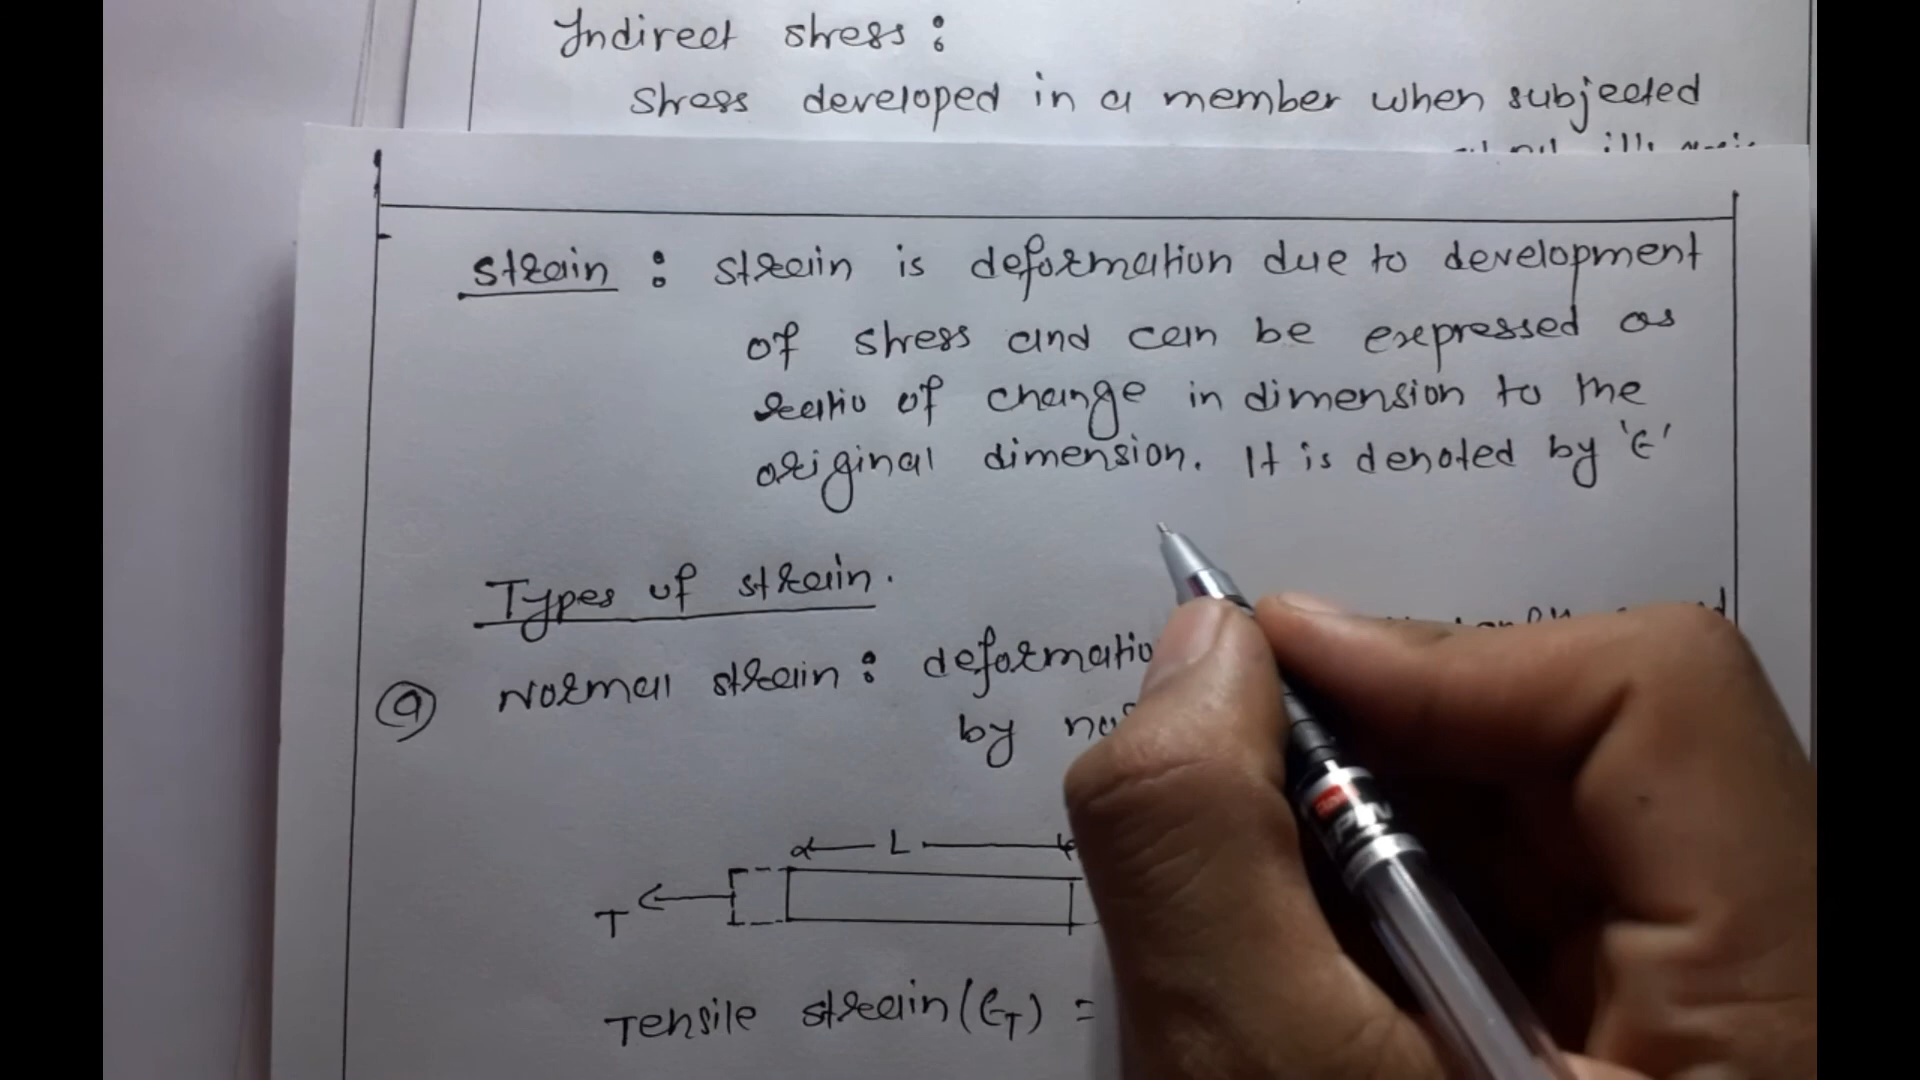 Indirect stress:
Stress developed in a member when subjected
strain : strain is deformation due to development
of stress and can be expressed as
ratio of change in dimension to the
original dimension. It is denoted by 'ϵ'
Types of strain.
a Normal strain: deformatio
by no
L
T
Tensile strain (ϵT) =